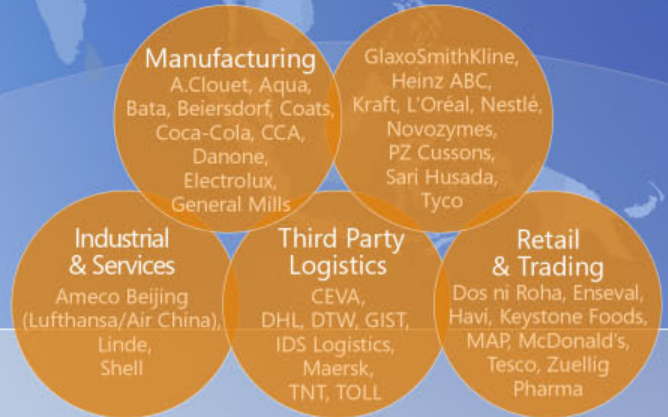 Manufacturing
A.Clouet, Aqua,
Bata, Beiersdorf, Coats,
Coca-Cola, CCA,
Danone,
Electrolux,
General Mills
GlaxoSmithKline,
Heinz ABC,
Kraft, L'Oréal, Nestlé,
Novozymes,
PZ Cussons,
Sari Husada,
Tyco
Industrial
& Services
Ameco Beijing
(Lufthansa/Air China),
Linde,
Shell
Third Party
Logistics
CEVA,
DHL, DTW, GIST,
IDS Logistics,
Maersk,
TNT, TOLL
Retail
& Trading
Dos ni Roha, Enseval,
Havi, Keystone Foods,
MAP, McDonald's,
Tesco, Zuellig
Pharma